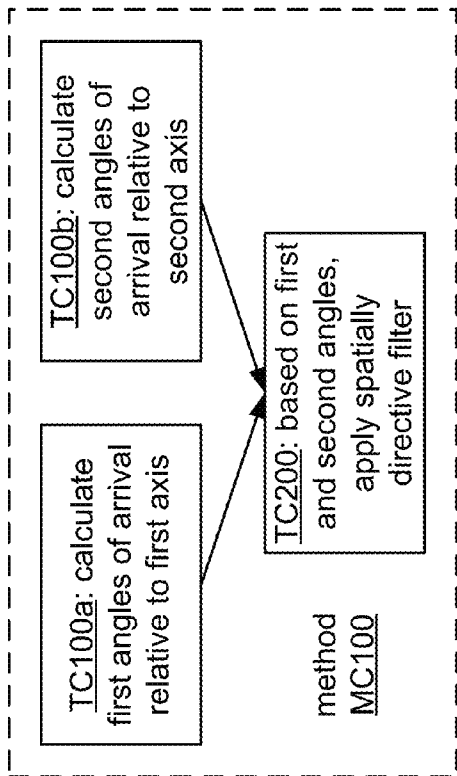 TC100a: calculate
first angles of arrival
relative to first axis
TC100b: calculate
second angles of
arrival relative to
second axis
TC200: based on first
and second angles,
apply spatially
directive filter
method
MC100